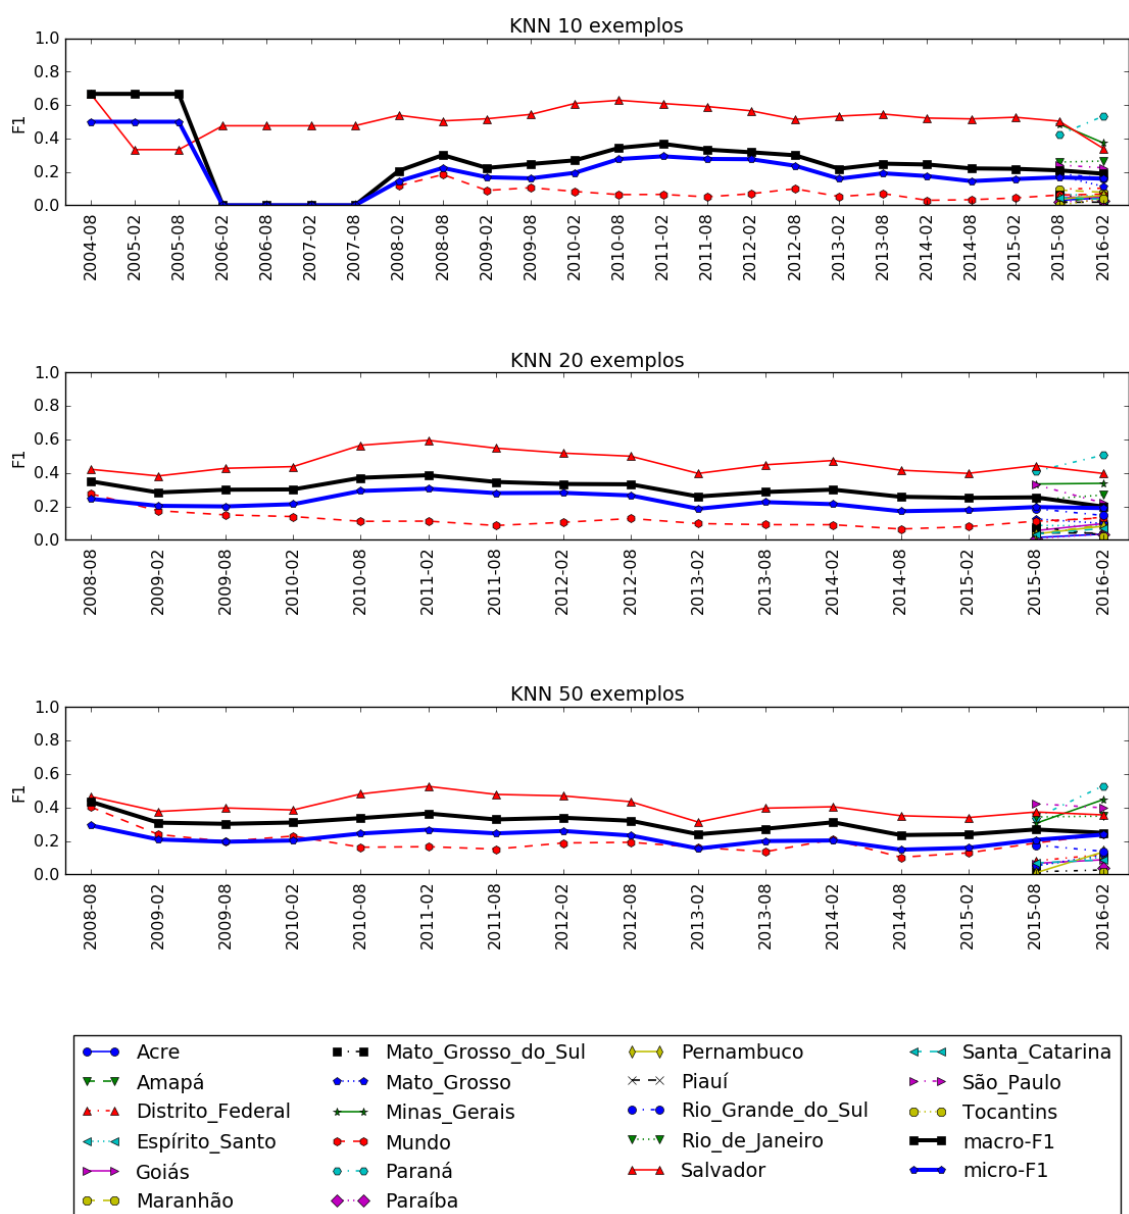 KNN 10 exemplos
1.0
0.8
0.6
0.4
0.2
0.0
F1
2004-08 2005-02 2005-08 2006-02 2006-08 2007-02 2007-08 2008-02 2008-08 2009-02 2009-08 2010-02 2010-08 2011-02 2011-08 2012-02 2012-08 2013-02 2013-08 2014-02 2014-08 2015-02 2015-08 2016-02
KNN 20 exemplos
1.0
0.8
0.6
0.4
0.2
0.0
F1
2008-08 2009-02 2009-08 2010-02 2010-08 2011-02 2011-08 2012-02 2012-08 2013-02 2013-08 2014-02 2014-08 2015-02 2015-08 2016-02
KNN 50 exemplos
1.0
0.8
0.6
0.4
0.2
0.0
F1
2008-08 2009-02 2009-08 2010-02 2010-08 2011-02 2011-08 2012-02 2012-08 2013-02 2013-08 2014-02 2014-08 2015-02 2015-08 2016-02
Acre
Amapá
Distrito_Federal
Espírito_Santo
Goiás
Maranhão
Mato_Grosso_do_Sul
Mato_Grosso
Minas_Gerais
Mundo
Paraná
Paraíba
Pernambuco
Piauí
Rio_Grande_do_Sul
Rio_de_Janeiro
Salvador
Santa_Catarina
São_Paulo
Tocantins
macro-F1
micro-F1